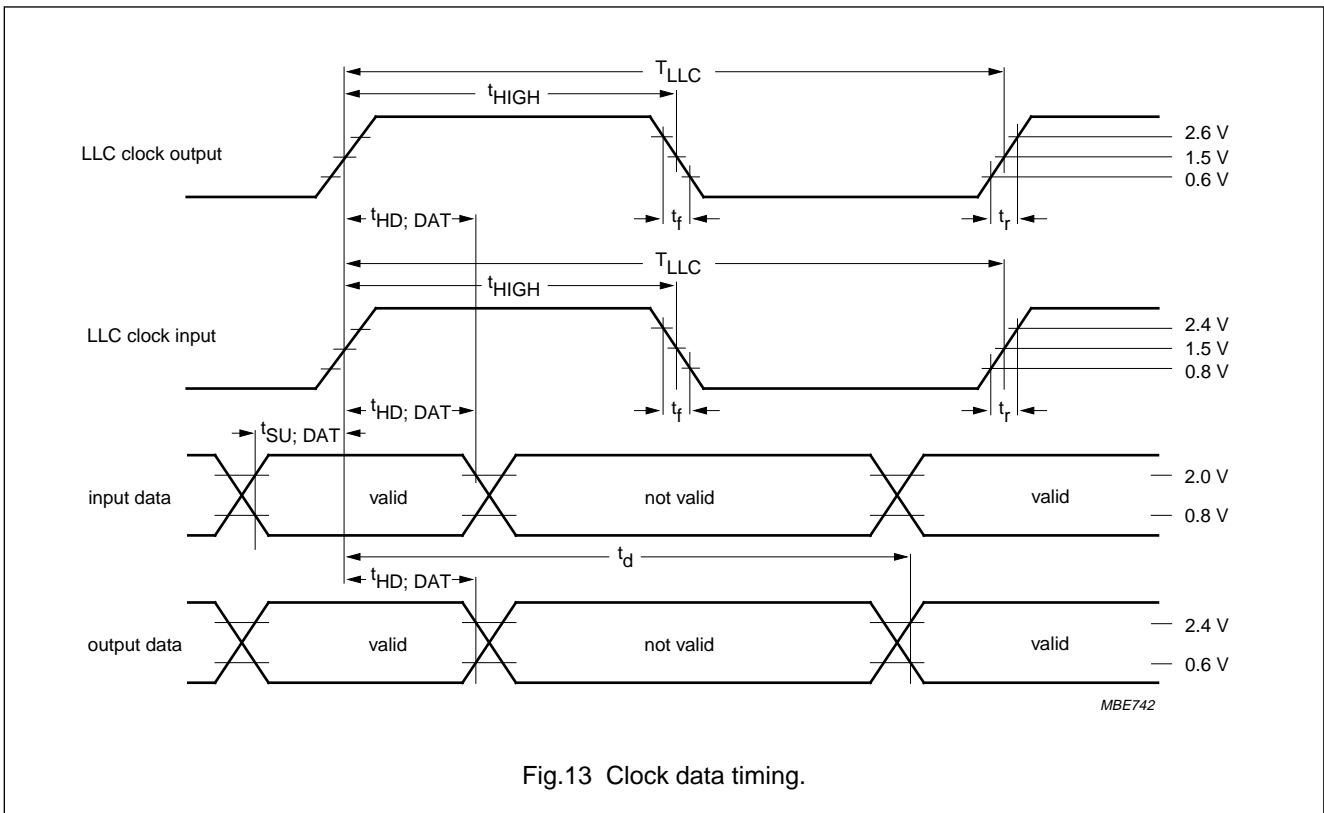 T_LLC
t_HIGH
2.6 V
LLC clock output
1.5 V
0.6 V
t_HD; DAT
t_f
t_r
T_LLC
t_HIGH
2.4 V
LLC clock input
1.5 V
0.8 V
t_HD; DAT
t_f
t_r
t_SU; DAT
2.0 V
input data
valid
not valid
valid
0.8 V
t_d
t_HD; DAT
2.4 V
output data
valid
not valid
valid
0.6 V
MBE742
Fig.13 Clock data timing.